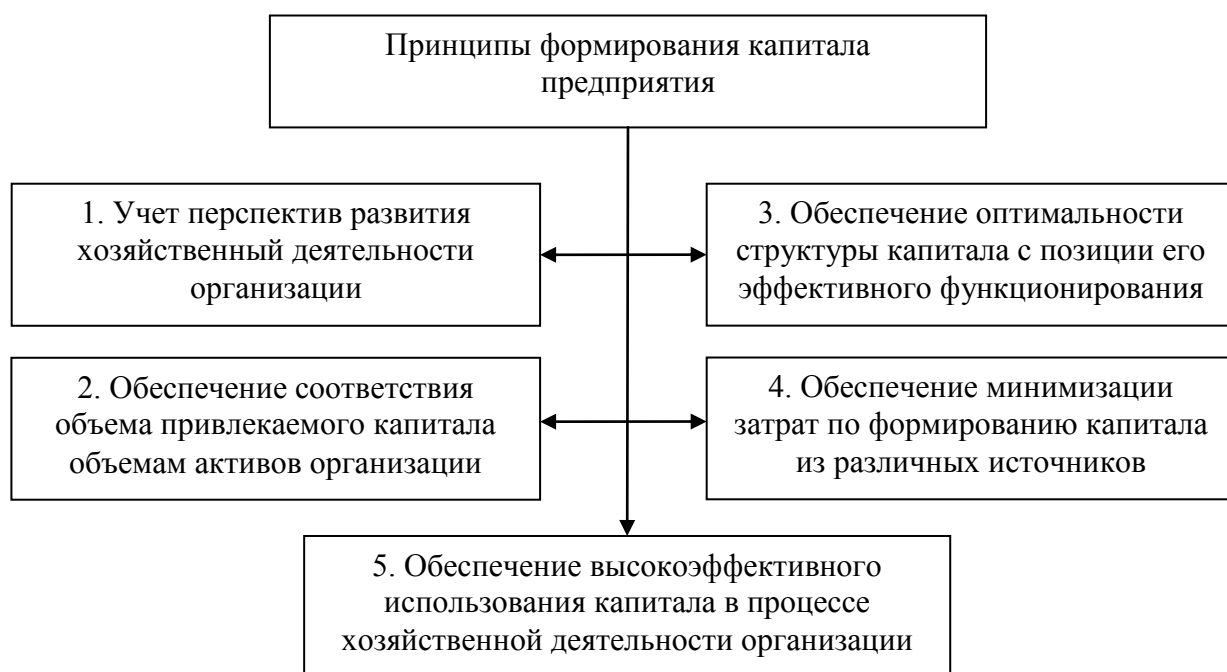 Принципы формирования капитала
предприятия
1. Учет перспектив развития
хозяйственный деятельности
организации
3. Обеспечение оптимальности
структуры капитала с позиции его
эффективного функционирования
2. Обеспечение соответствия
объема привлекаемого капитала
объемам активов организации
4. Обеспечение минимизации
затрат по формированию капитала
из различных источников
5. Обеспечение высокоэффективного
использования капитала в процессе
хозяйственной деятельности организации